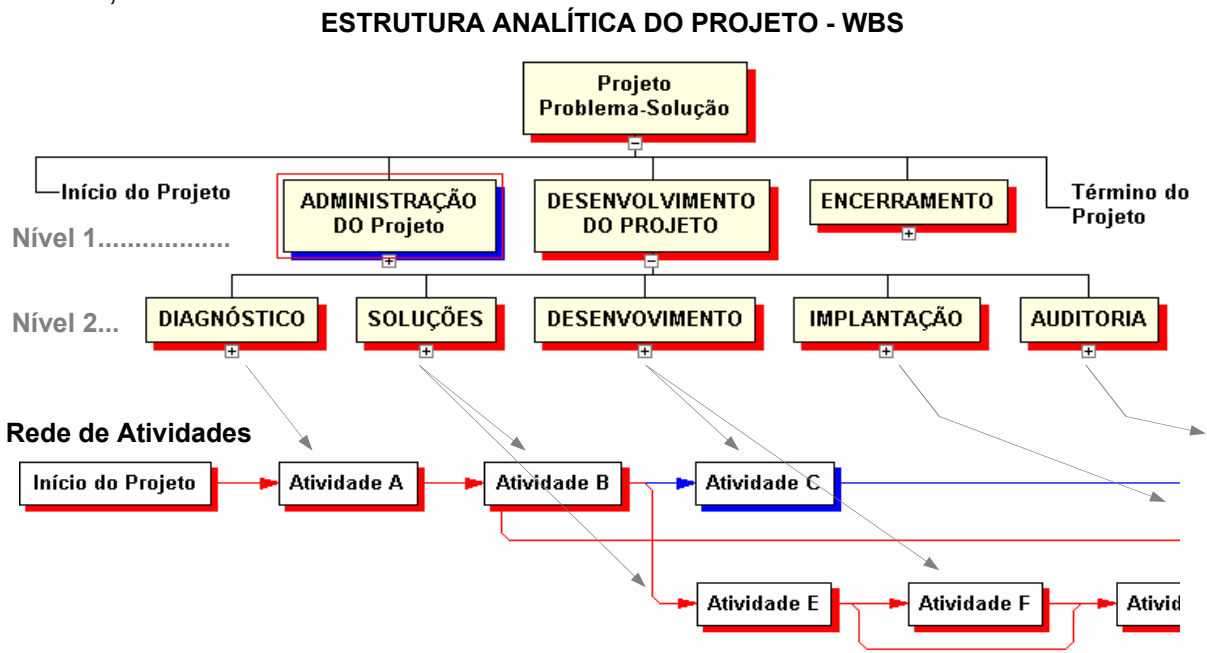 ESTRUTURA ANALÍTICA DO PROJETO - WBS
Projeto
Problema-Solução
Início do Projeto
ADMINISTRAÇÃO
DO Projeto
DESENVOLVIMENTO
DO PROJETO
ENCERRAMENTO
Término do
Projeto
Nível 1..................
Nível 2...
DIAGNÓSTICO
SOLUÇÕES
DESENVOVIMENTO
IMPLANTAÇÃO
AUDITORIA
Rede de Atividades
Início do Projeto
Atividade A
Atividade B
Atividade C
Atividade E
Atividade F
Ativid